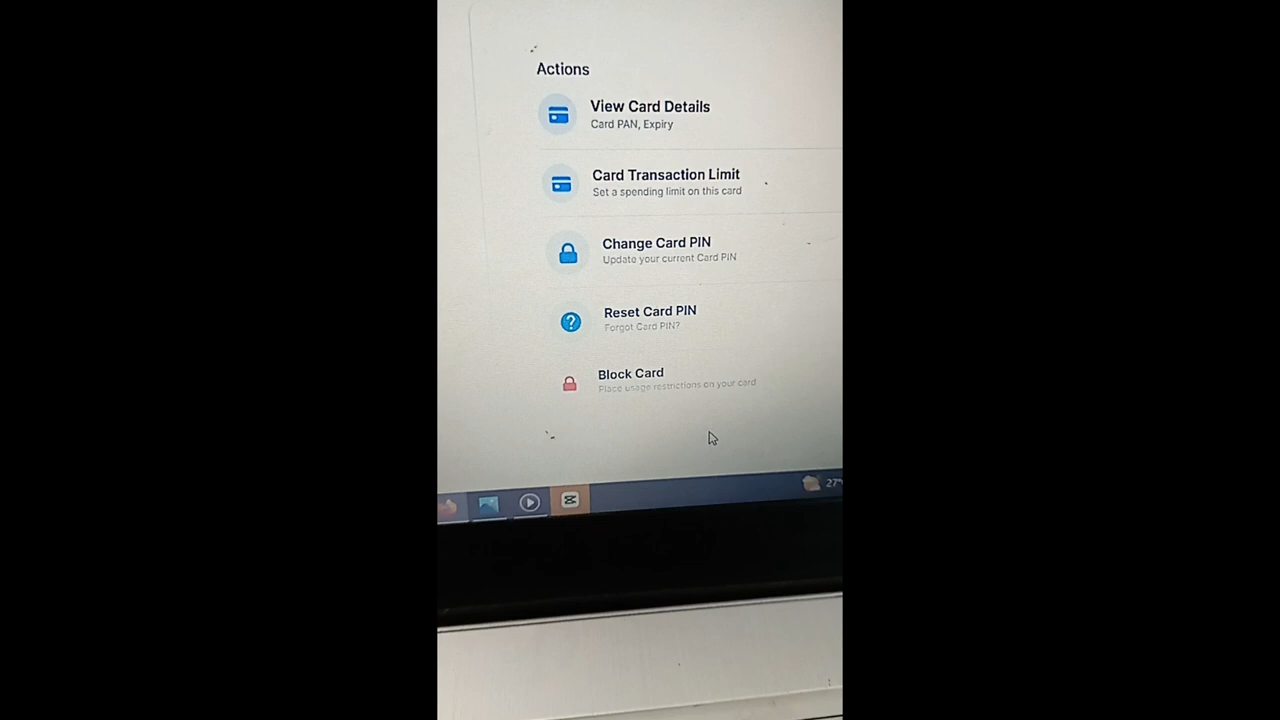 Actions
View Card Details
Card PAN, Expiry
Card Transaction Limit
Set a spending limit on this card
Change Card PIN
Update your current Card PIN
Reset Card PIN
Forgot Card PIN?
Block Card
Place usage restrictions on your card
27°